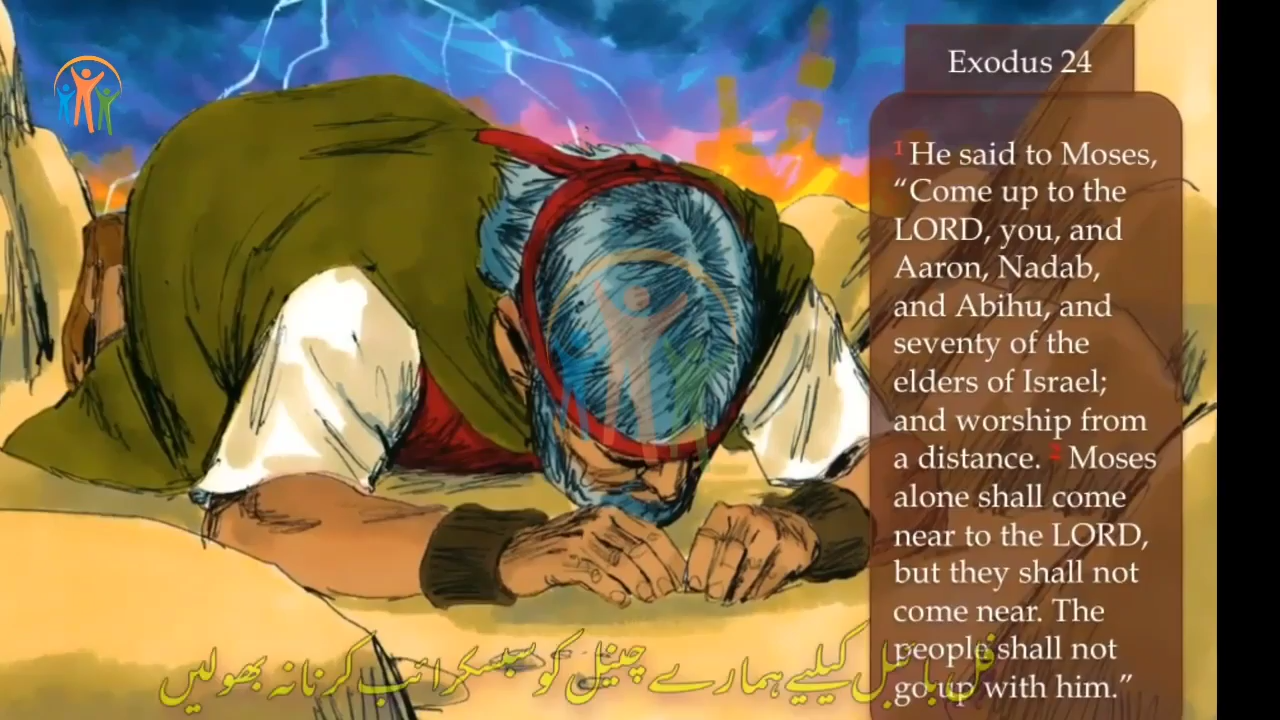 Exodus 24
1 He said to Moses,
“Come up to the
LORD, you, and
Aaron, Nadab,
and Abihu, and
seventy of the
elders of Israel;
and worship from
a distance. 2 Moses
alone shall come
near to the LORD,
but they shall not
come near. The
people shall not
go up with him.”
فل بائبل کیلیے ہمارے چینل کو سبسکرائب کرنا نہ بھولیں